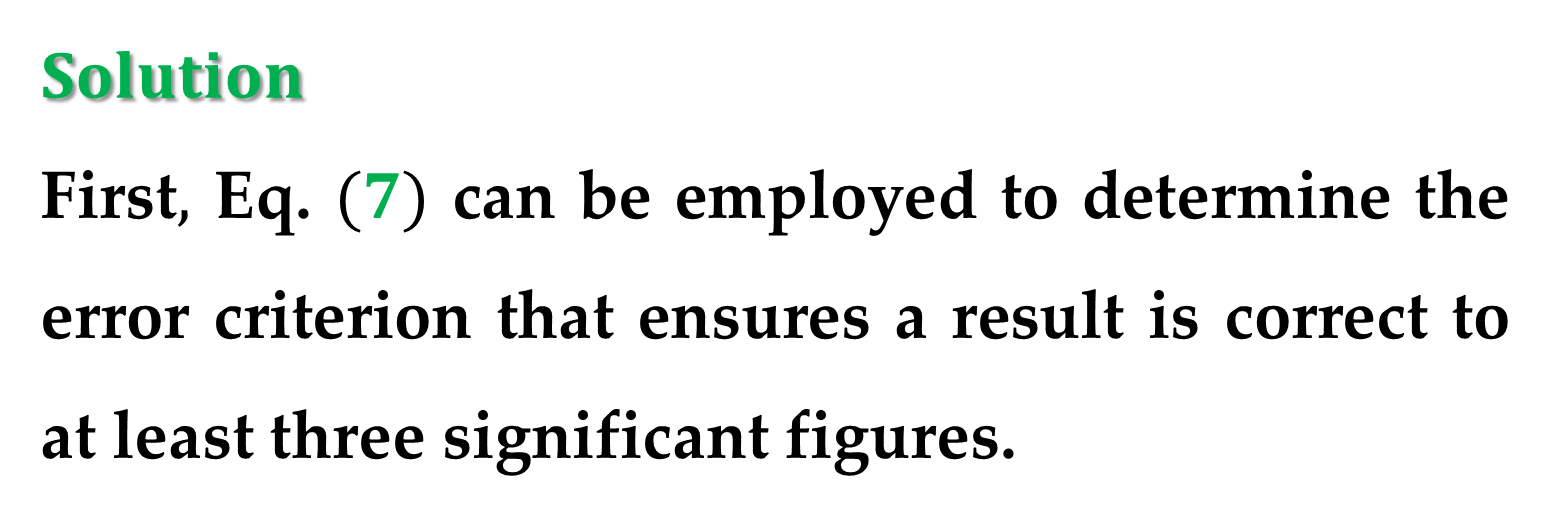 Solution
First, Eq. (7) can be employed to determine the
error criterion that ensures a result is correct to
at least three significant figures.